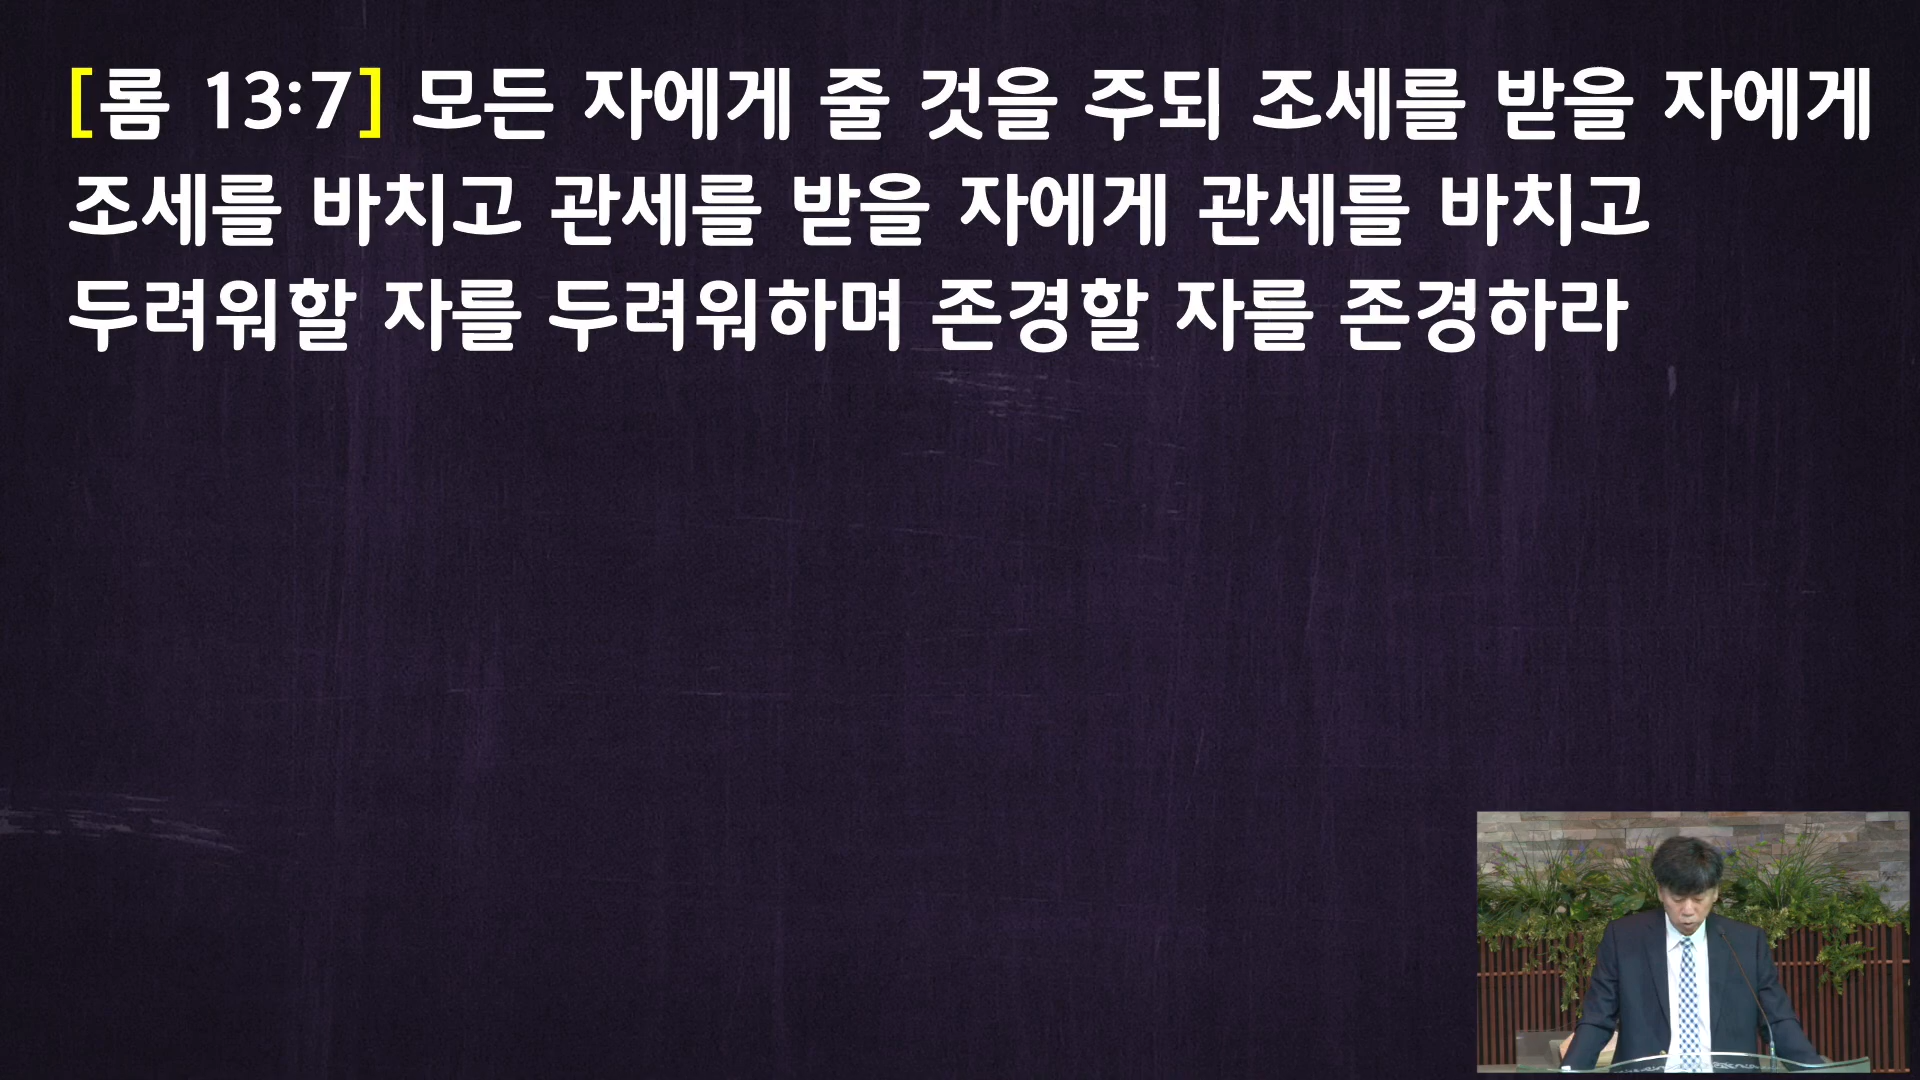 [롬 13:7] 모든 자에게 줄 것을 주되 조세를 받을 자에게
조세를 바치고 관세를 받을 자에게 관세를 바치고
두려워할 자를 두려워하며 존경할 자를 존경하라